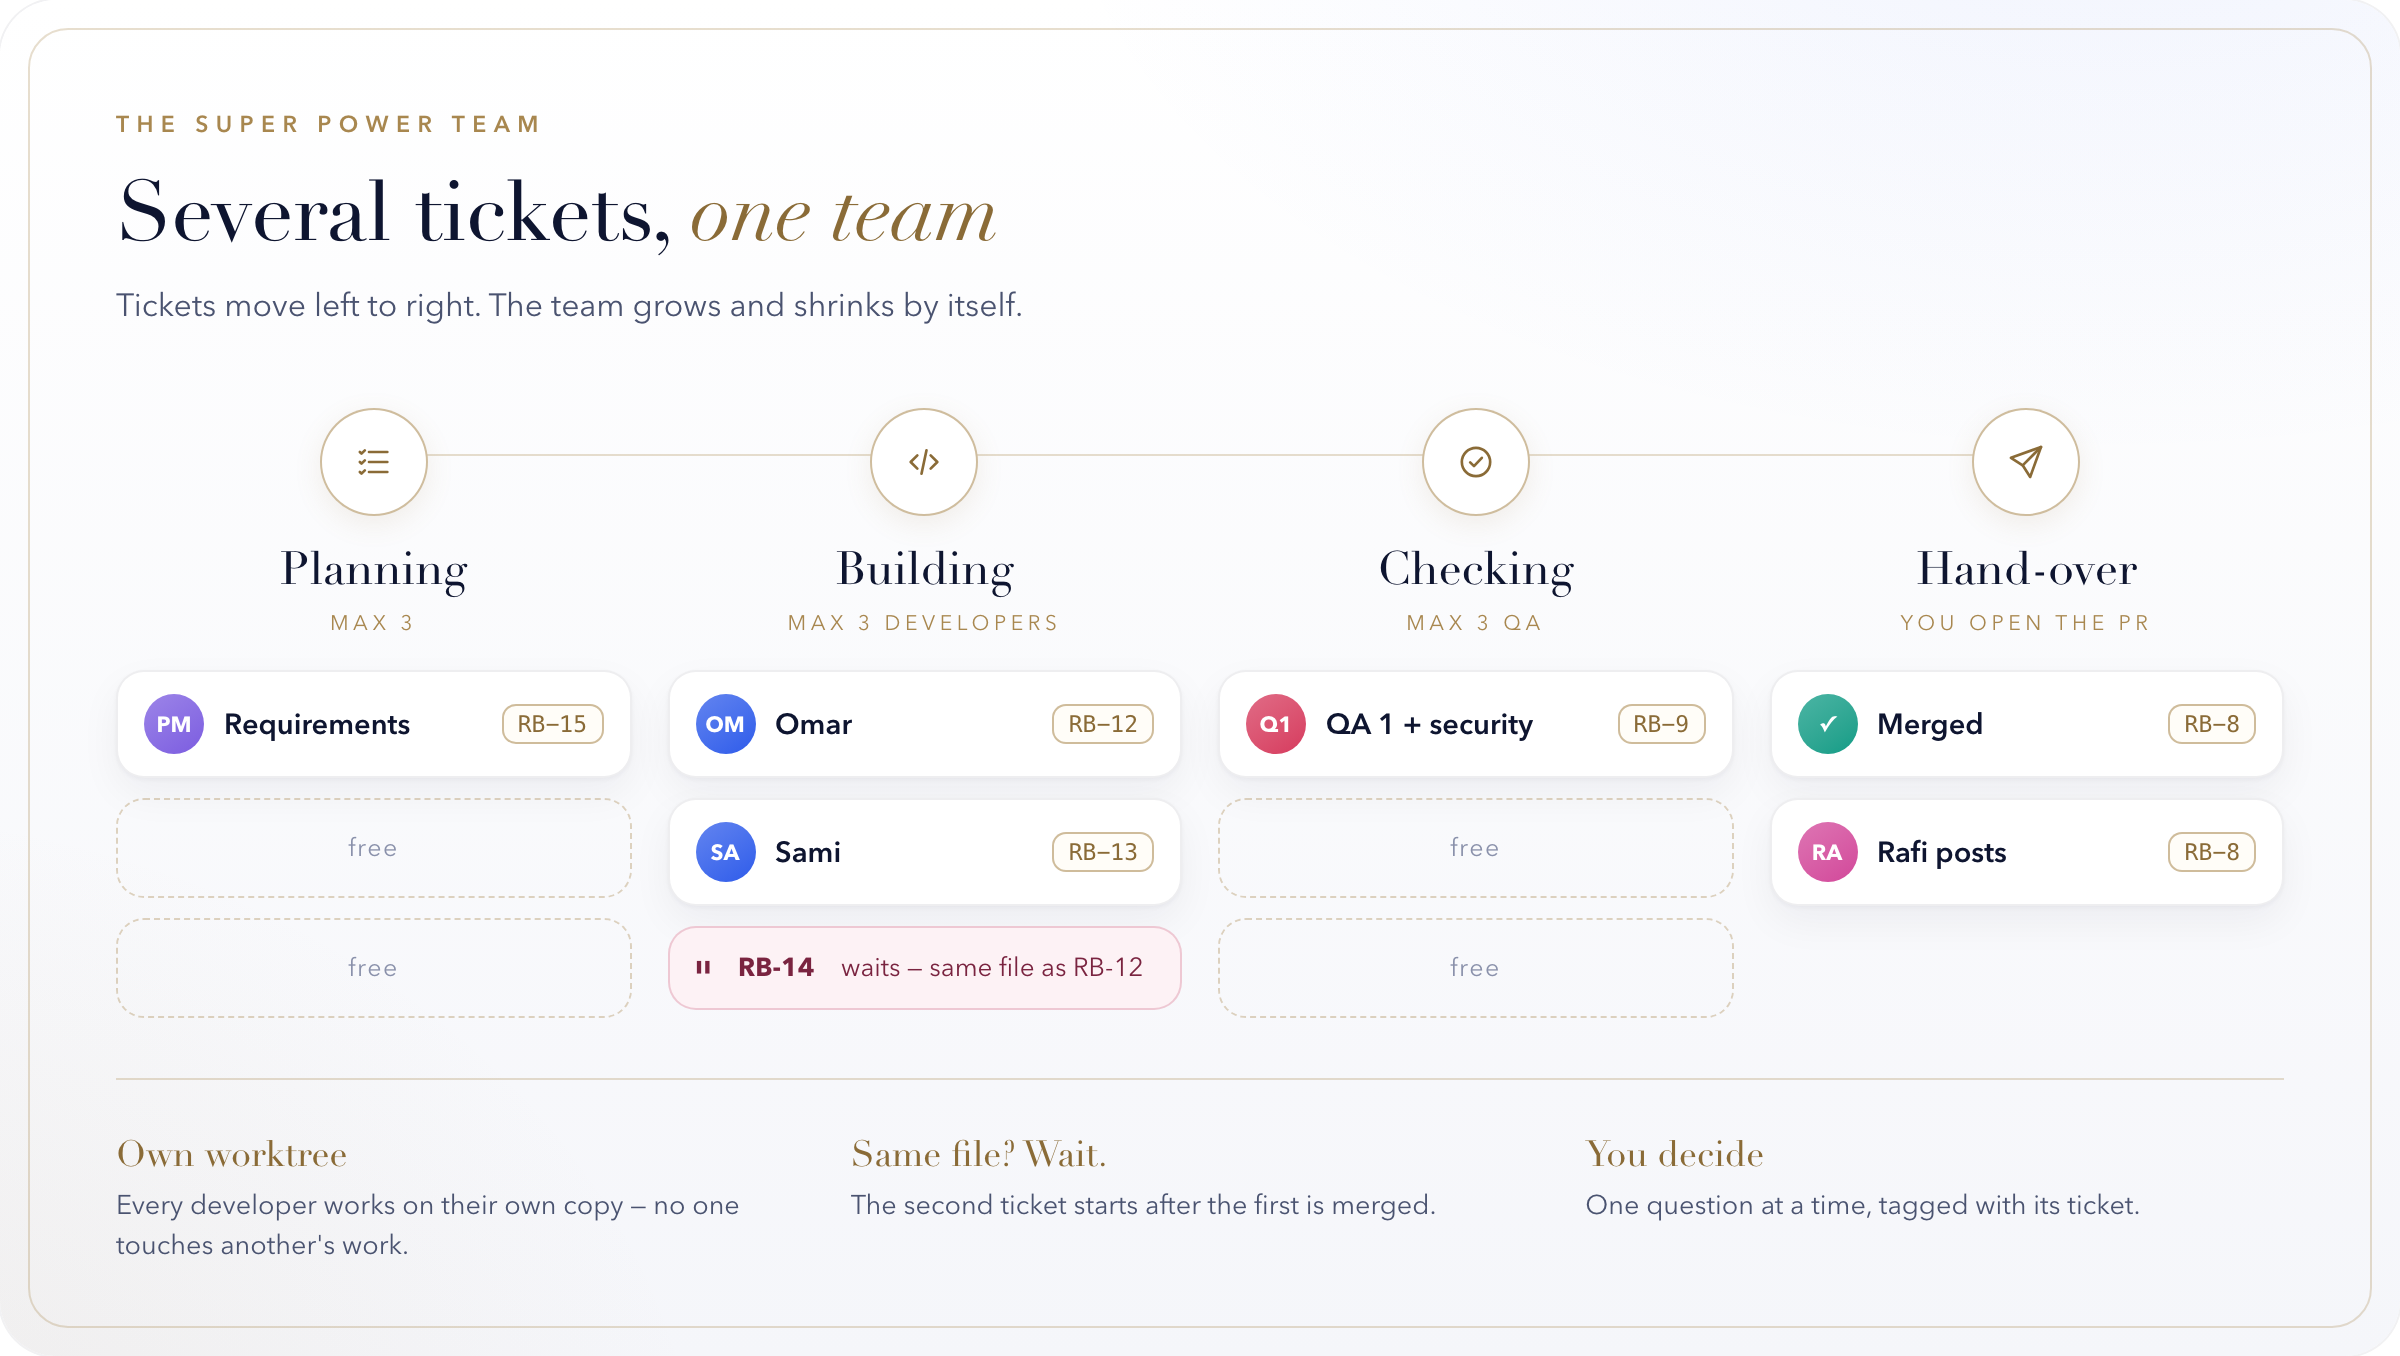 THE SUPER POWER TEAM
Several tickets, one team
Tickets move left to right. The team grows and shrinks by itself.
Planning
MAX 3
PM Requirements RB–15
free
free
Building
MAX 3 DEVELOPERS
OM Omar RB–12
SA Sami RB–13
RB-14 waits – same file as RB-12
Checking
MAX 3 QA
Q1 QA 1 + security RB–9
free
free
Hand-over
YOU OPEN THE PR
✓ Merged RB–8
RA Rafi posts RB–8
Own worktree
Every developer works on their own copy – no one
touches another's work.
Same file? Wait.
The second ticket starts after the first is merged.
You decide
One question at a time, tagged with its ticket.